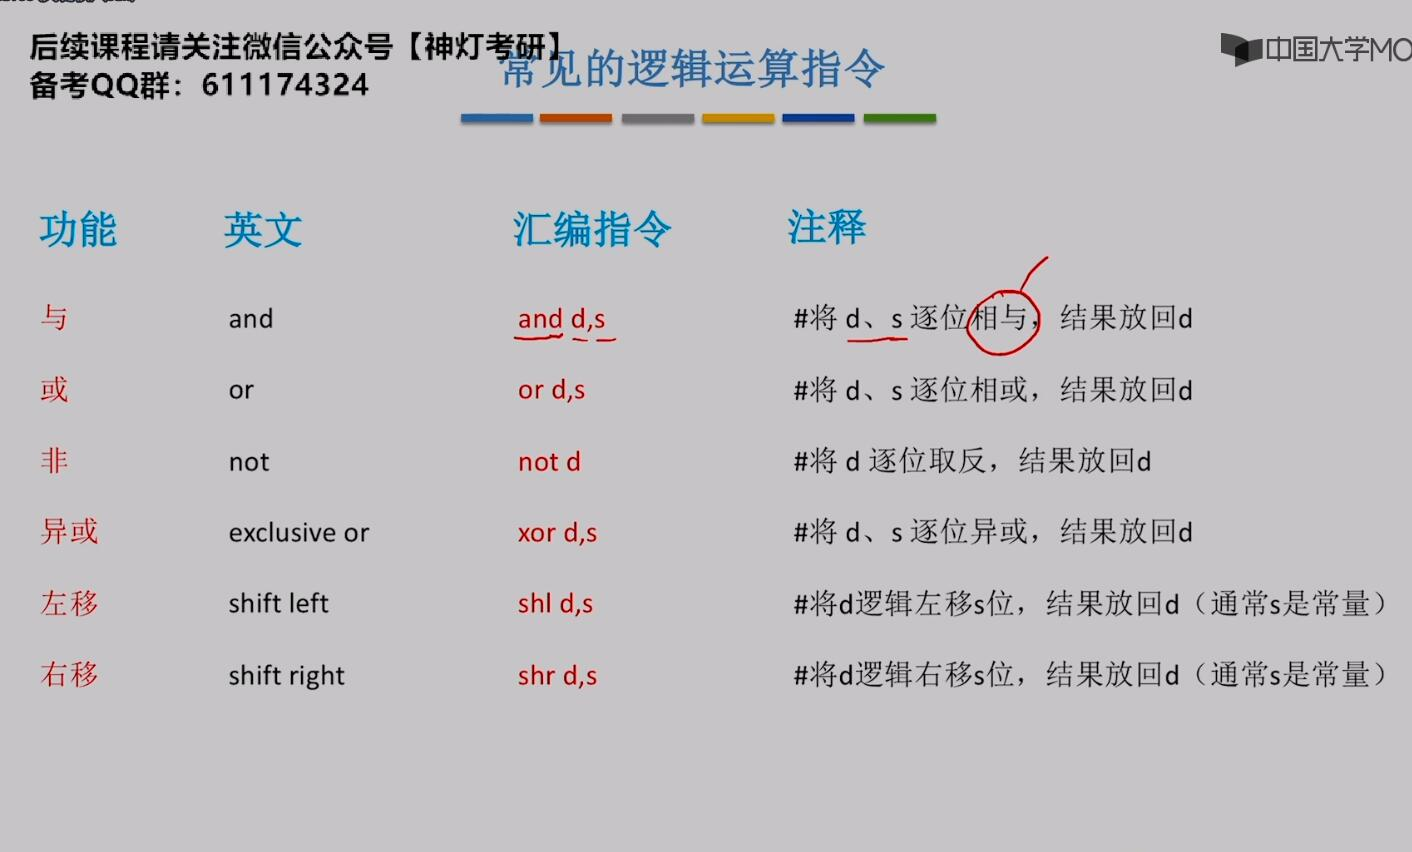 后续课程请关注微信公众号【神灯考研】
备考QQ群：611174324
常见的逻辑运算指令
中国大学MO
功能 英文 汇编指令 注释
与 and and d,s #将 d、s 逐位相与，结果放回d
或 or or d,s #将 d、s 逐位相或，结果放回d
非 not not d #将 d 逐位取反，结果放回d
异或 exclusive or xor d,s #将 d、s 逐位异或，结果放回d
左移 shift left shl d,s #将d逻辑左移s位，结果放回d（通常s是常量）
右移 shift right shr d,s #将d逻辑右移s位，结果放回d（通常s是常量）